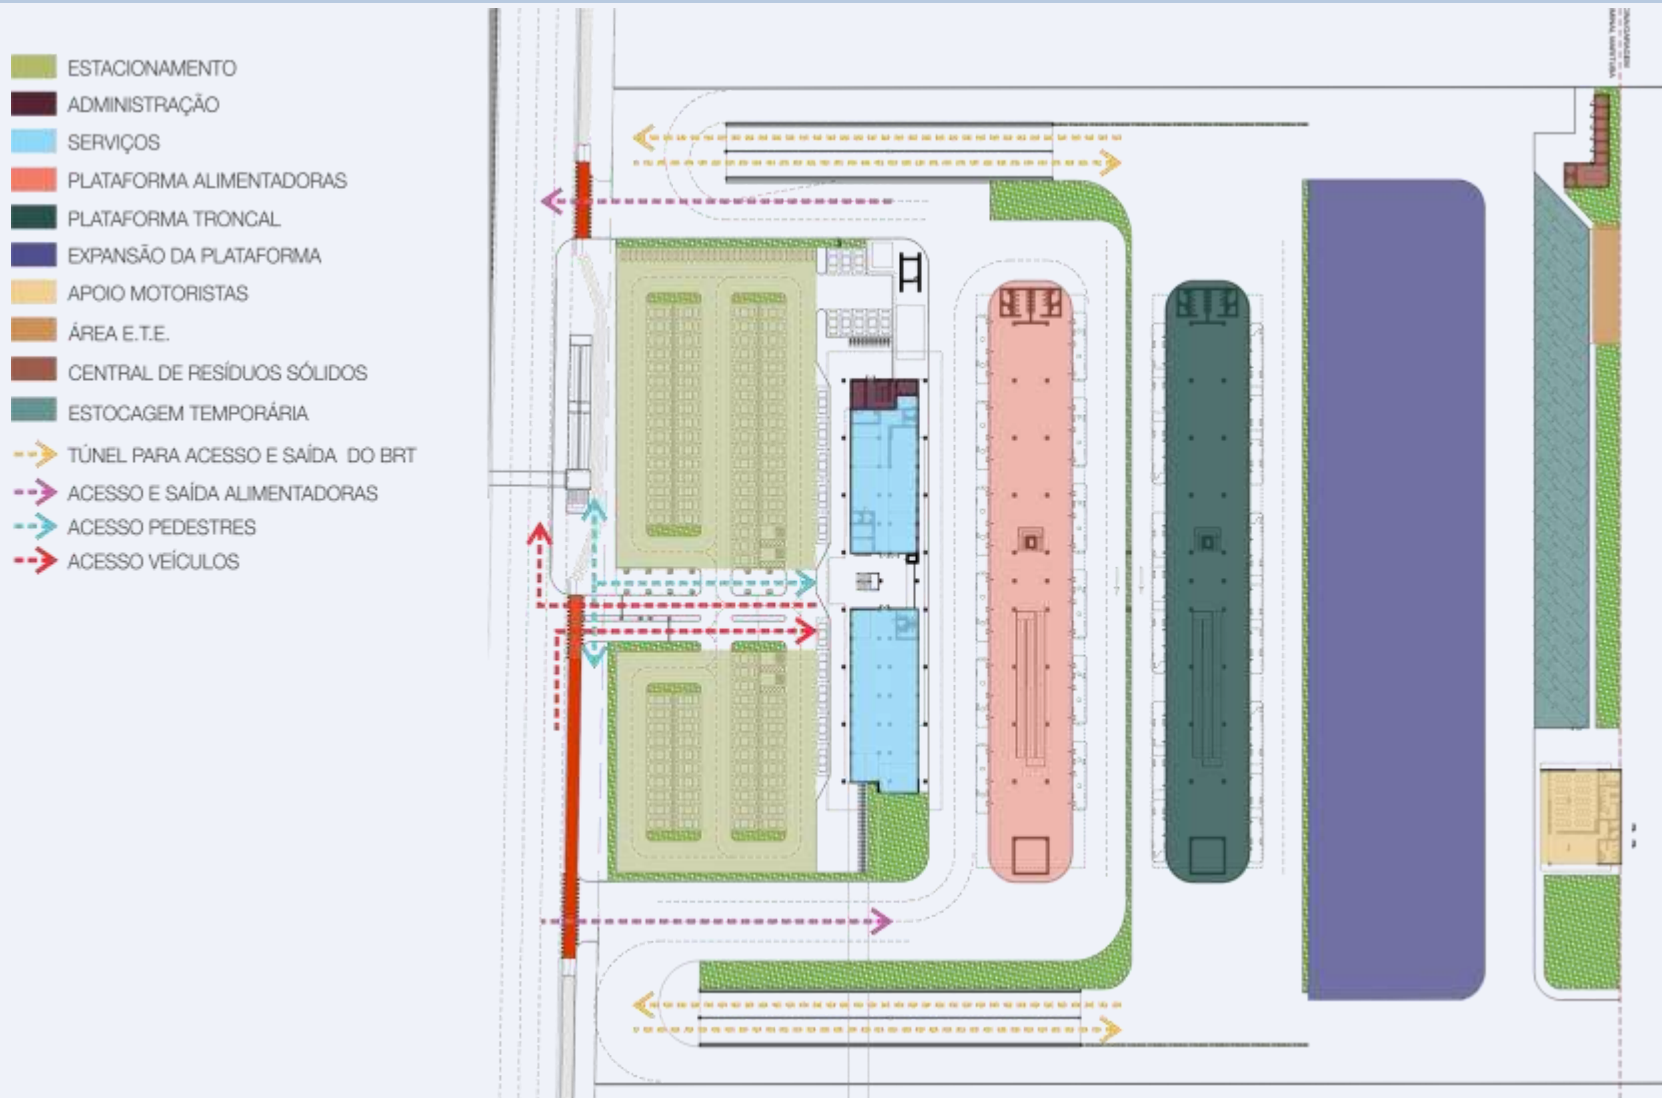 ESTACIONAMENTO
ADMINISTRAÇÃO
SERVIÇOS
PLATAFORMA ALIMENTADORAS
PLATAFORMA TRONCAL
EXPANSÃO DA PLATAFORMA
APOIO MOTORISTAS
ÁREA E.T.E.
CENTRAL DE RESÍDUOS SÓLIDOS
ESTOCAGEM TEMPORÁRIA
TÚNEL PARA ACESSO E SAÍDA DO BRT
ACESSO E SAÍDA ALIMENTADORAS
ACESSO PEDESTRES
ACESSO VEÍCULOS